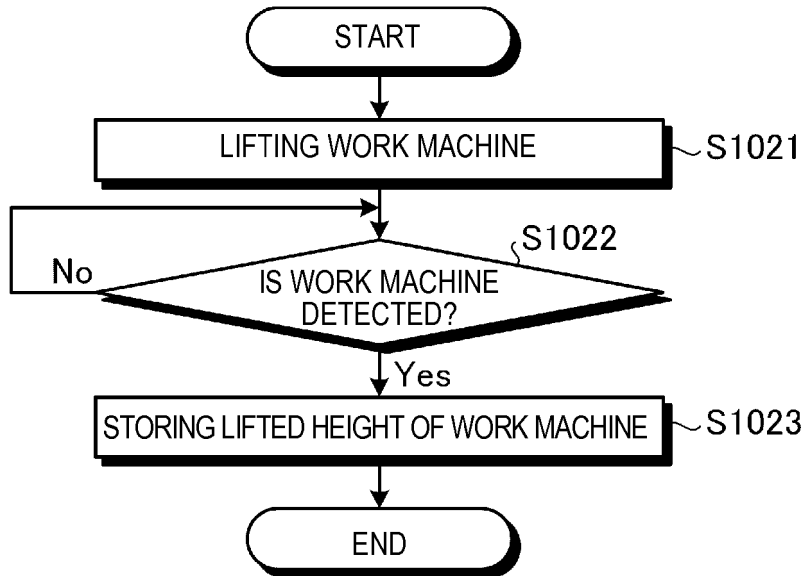 START
LIFTING WORK MACHINE
S1021
S1022
No
IS WORK MACHINE
DETECTED?
Yes
STORING LIFTED HEIGHT OF WORK MACHINE
S1023
END